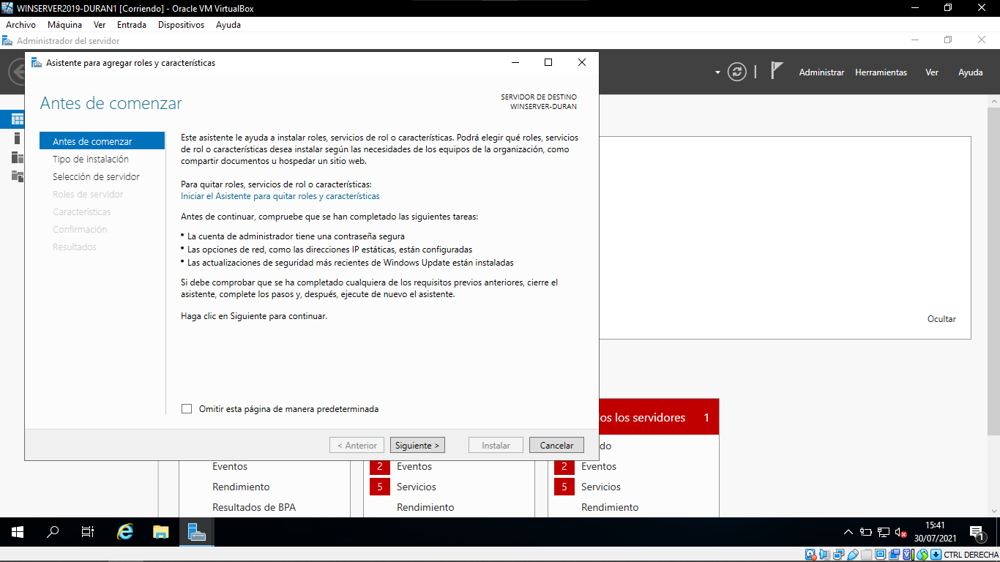 WINSERVER2019-DURAN1 [Corriendo] - Oracle VM VirtualBox
Archivo Máquina Ver Entrada Dispositivos Ayuda
Administrador del servidor
Administrar Herramientas Ver Ayuda
Asistente para agregar roles y características
Antes de comenzar
SERVIDOR DE DESTINO
WINSERVER-DURAN
Antes de comenzar
Tipo de instalación
Selección de servidor
Roles de servidor
Características
Confirmación
Resultados
Este asistente le ayuda a instalar roles, servicios de rol o características. Podrá elegir qué roles, servicios
de rol o características desea instalar según las necesidades de los equipos de la organización, como
compartir documentos u hospedar un sitio web.
Para quitar roles, servicios de rol o características:
Iniciar el Asistente para quitar roles y características
Antes de continuar, compruebe que se han completado las siguientes tareas:
• La cuenta de administrador tiene una contraseña segura
• Las opciones de red, como las direcciones IP estáticas, están configuradas
• Las actualizaciones de seguridad más recientes de Windows Update están instaladas
Si debe comprobar que se ha completado cualquiera de los requisitos previos anteriores, cierre el
asistente, complete los pasos y, después, ejecute de nuevo el asistente.
Haga clic en Siguiente para continuar.
Omitir esta página de manera predeterminada
< Anterior Siguiente > Instalar Cancelar
Ocultar
os los servidores 1
do
Eventos
Rendimiento
Resultados de BPA
2 Eventos
5 Servicios
Rendimiento
2 Eventos
5 Servicios
Rendimiento
15:41
30/07/2021
1
CTRL DERECHA